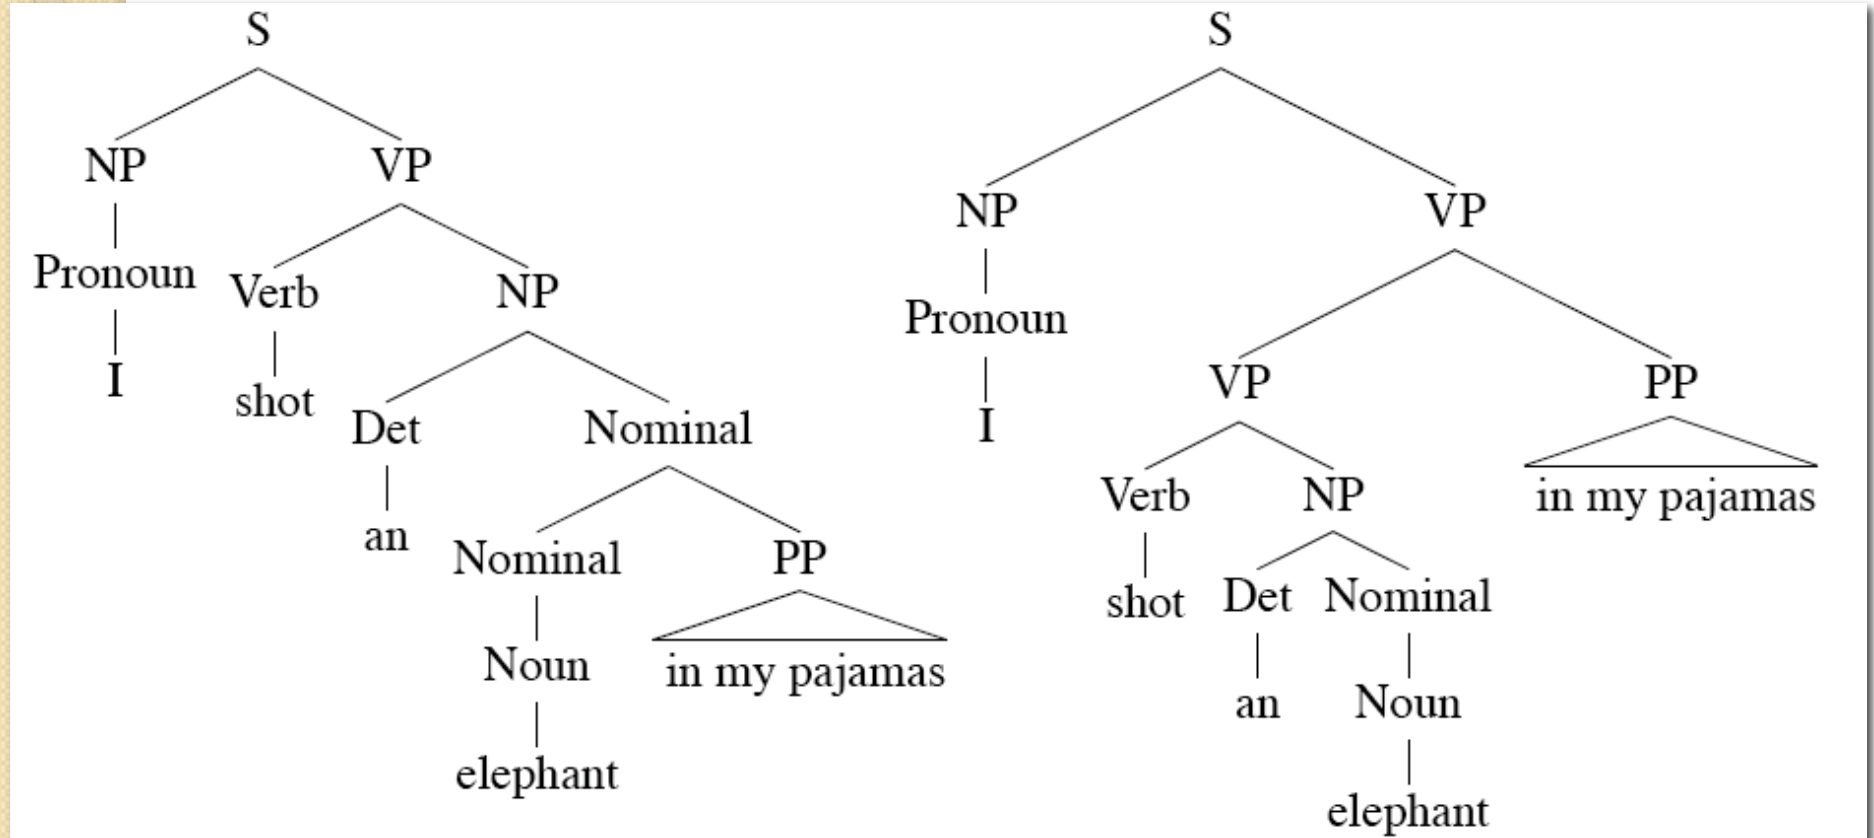 S
NP VP
Pronoun Verb NP
I shot Det Nominal
an Nominal PP
Noun in my pajamas
elephant
S
NP VP
Pronoun VP PP
I Verb NP in my pajamas
shot Det Nominal
an Noun
elephant